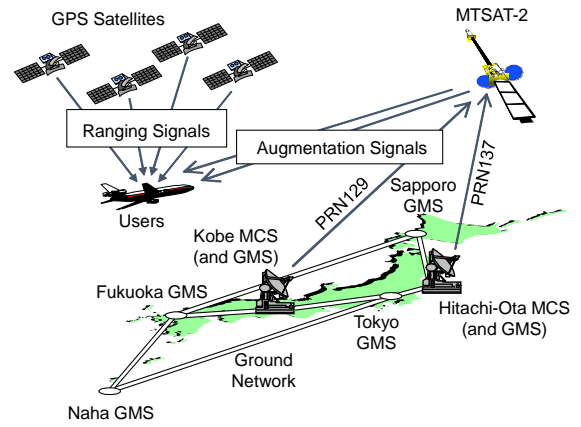 GPS Satellites
MTSAT-2
Ranging Signals
Augmentation Signals
PRN129
PRN137
Users
Sapporo
GMS
Kobe MCS
(and GMS)
Fukuoka GMS
Hitachi-Ota MCS
(and GMS)
Tokyo
GMS
Ground
Network
Naha GMS